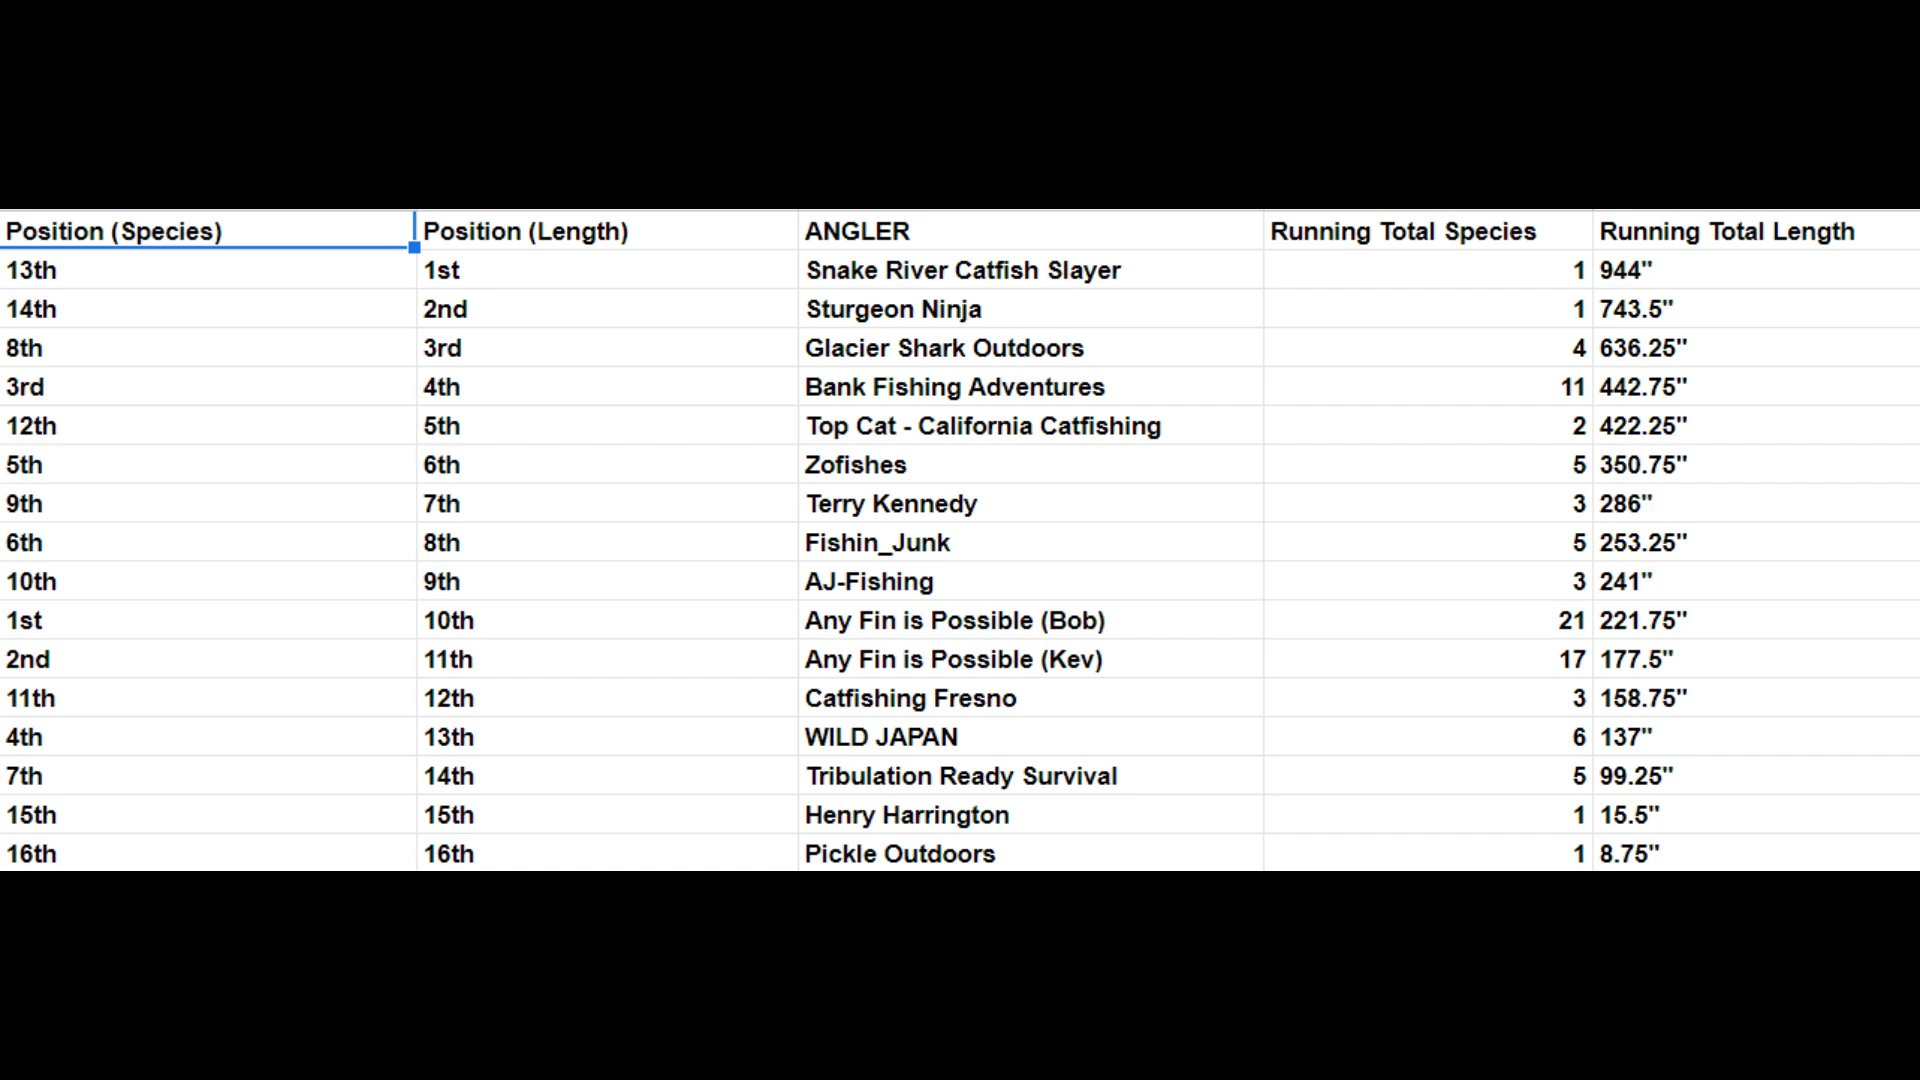 Position (Species) Position (Length) ANGLER Running Total Species Running Total Length
13th 1st Snake River Catfish Slayer 1 944"
14th 2nd Sturgeon Ninja 1 743.5"
8th 3rd Glacier Shark Outdoors 4 636.25"
3rd 4th Bank Fishing Adventures 11 442.75"
12th 5th Top Cat - California Catfishing 2 422.25"
5th 6th Zofishes 5 350.75"
9th 7th Terry Kennedy 3 286"
6th 8th Fishin_Junk 5 253.25"
10th 9th AJ-Fishing 3 241"
1st 10th Any Fin is Possible (Bob) 21 221.75"
2nd 11th Any Fin is Possible (Kev) 17 177.5"
11th 12th Catfishing Fresno 3 158.75"
4th 13th WILD JAPAN 6 137"
7th 14th Tribulation Ready Survival 5 99.25"
15th 15th Henry Harrington 1 15.5"
16th 16th Pickle Outdoors 1 8.75"